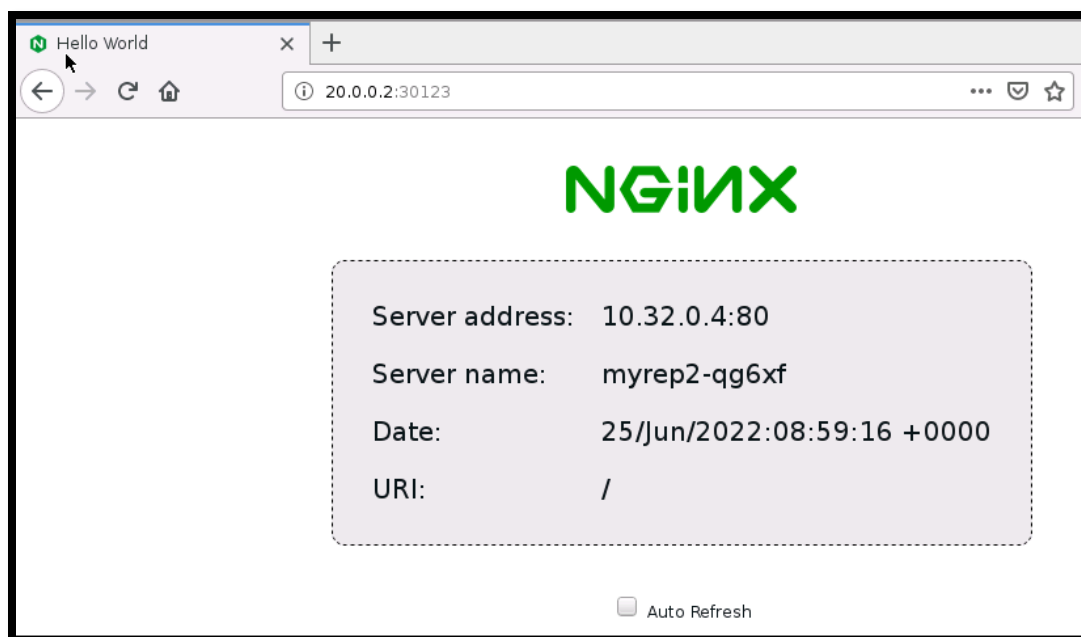 Hello World
20.0.0.2:30123
NGiNX
Server address: 10.32.0.4:80
Server name: myrep2-qg6xf
Date: 25/Jun/2022:08:59:16 +0000
URI: /
Auto Refresh